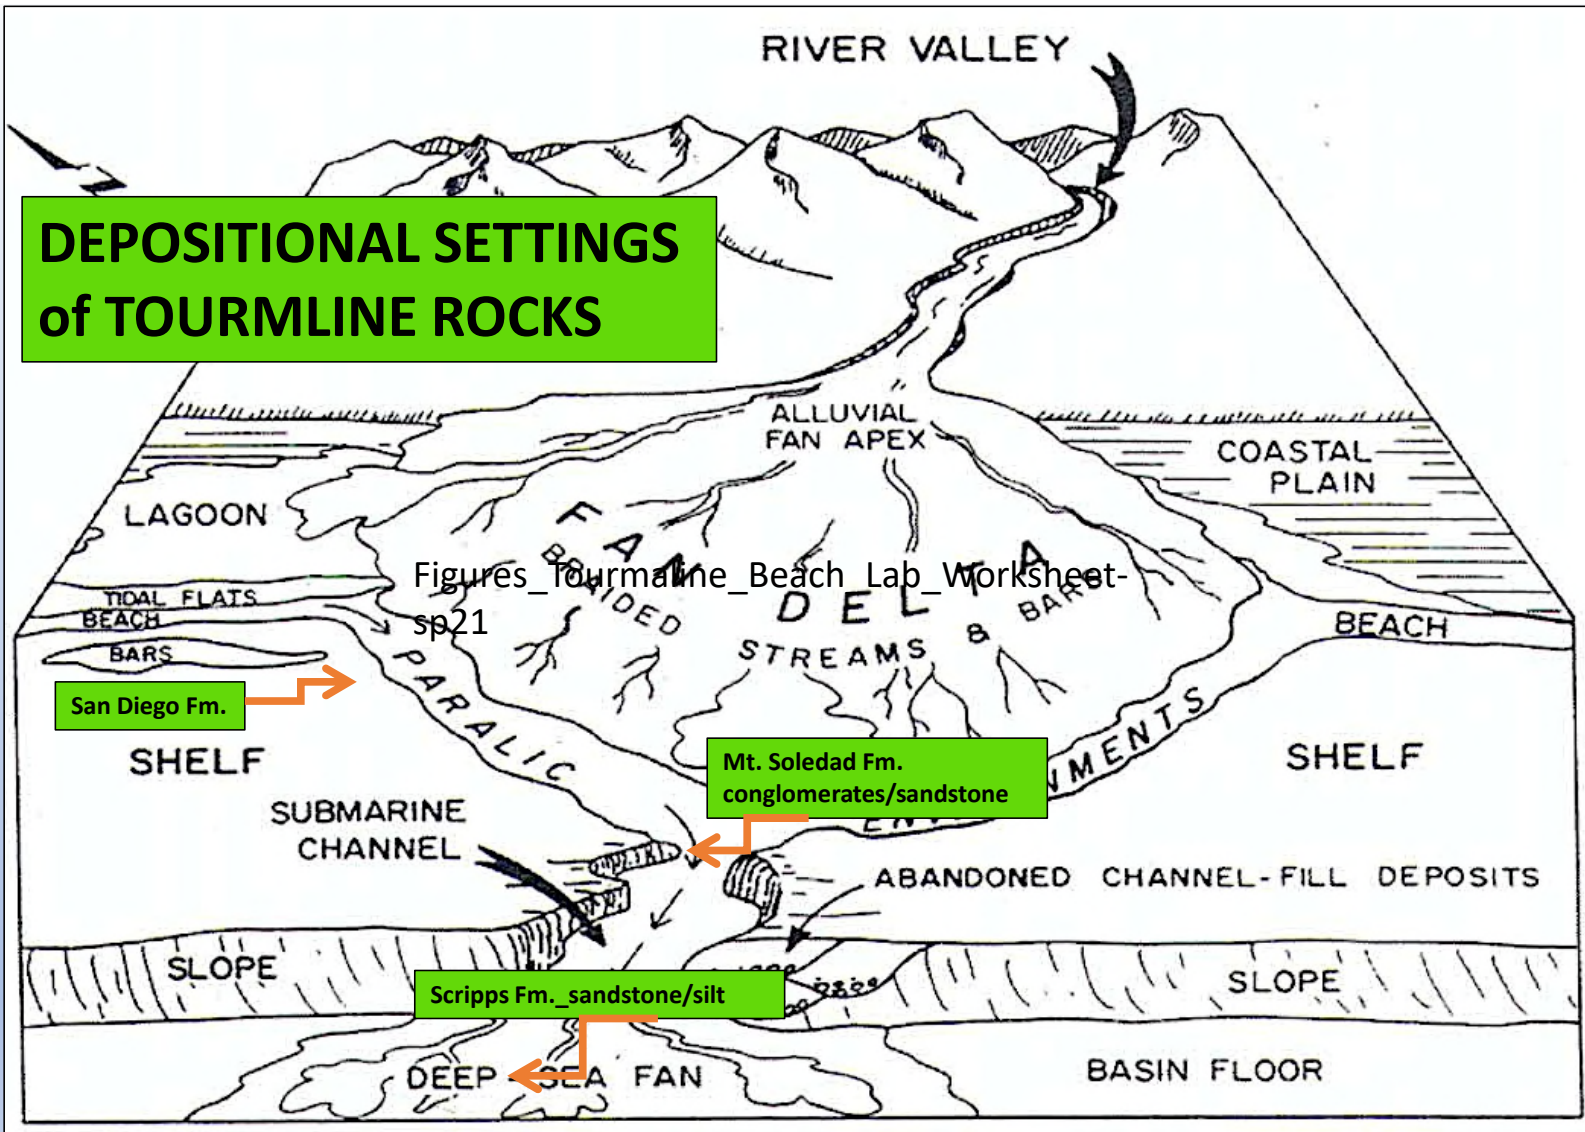 RIVER VALLEY
DEPOSITIONAL SETTINGS
of TOURMLINE ROCKS
ALLUVIAL
FAN APEX
COASTAL
PLAIN
LAGOON
FAN DELTA
BRAIDED STREAMS & BARS
Figures_Tourmaline_Beach_Lab_Worksheet-
sp21
TIDAL FLATS
BEACH
BARS
BEACH
San Diego Fm.
PARALIC
SHELF
Mt. Soledad Fm.
conglomerates/sandstone
SHELF
SUBMARINE
CHANNEL
ABANDONED CHANNEL-FILL DEPOSITS
SLOPE
Scripps Fm._sandstone/silt
SLOPE
DEEP-SEA FAN
BASIN FLOOR